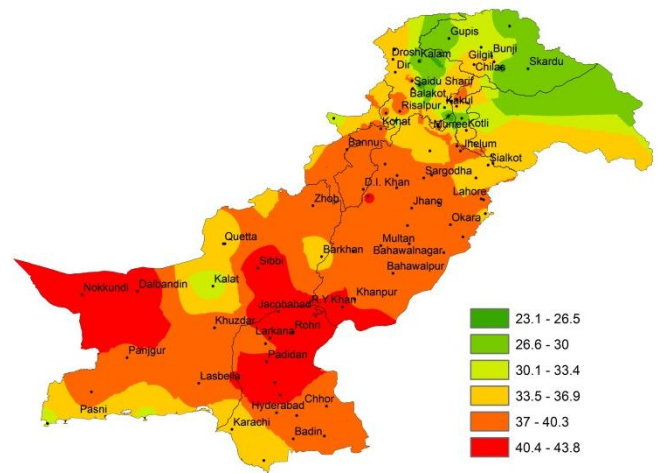 Gupis
Drosh Kalam
Gilgit Bunji
Dir
Chilas
Skardu
Saidu Sharif
Balakot
Risalpur Kakul
Kohat
Murree Kotli
Bannu
Jhelum
Sialkot
D.I. Khan Sargodha
Zhob
Jhang
Lahore
Okara
Quetta
Sibbi
Barkhan
Multan
Bahawalnagar
Bahawalpur
Nokkundi Dalbandin
Kalat
Jacobabad R.Y Khan Khanpur
Khuzdar
Larkana Rohri
Panjgur
Padidan
Lasbella
Pasni
Hyderabad Chhor
Karachi
Badin
23.1 - 26.5
26.6 - 30
30.1 - 33.4
33.5 - 36.9
37 - 40.3
40.4 - 43.8